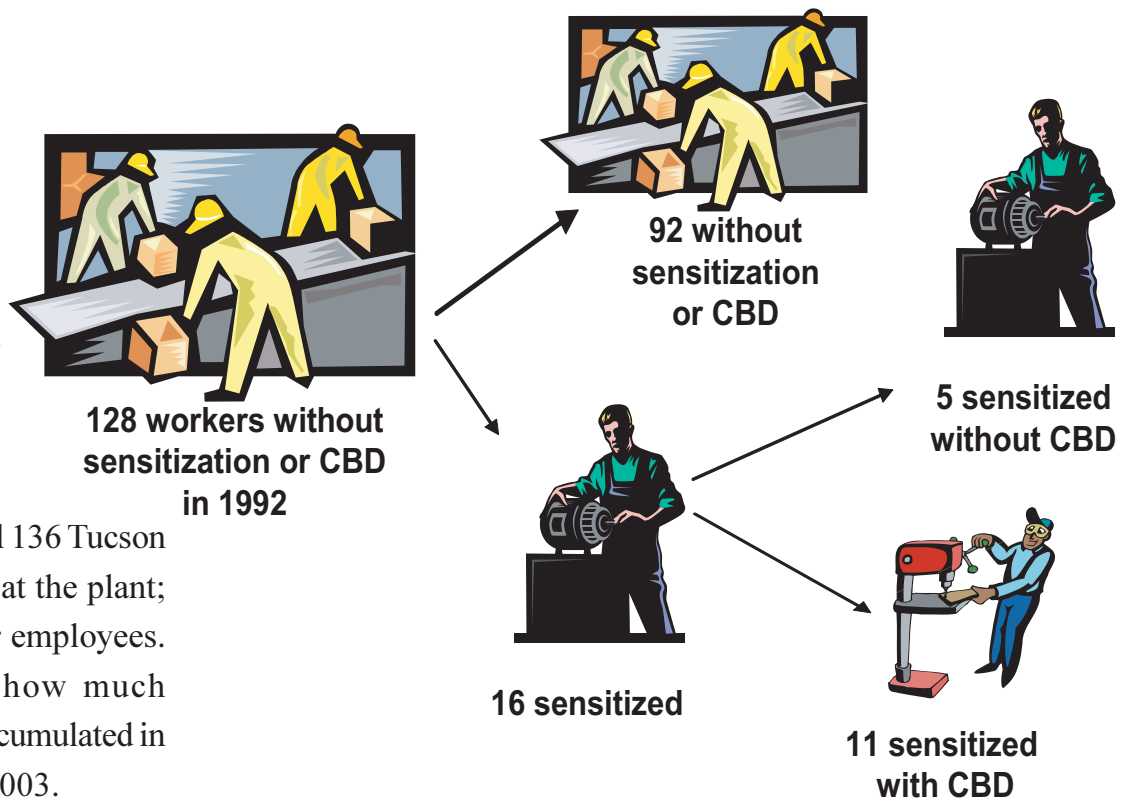 92 without
sensitization
or CBD
128 workers without
sensitization or CBD
in 1992
5 sensitized
without CBD
16 sensitized
11 sensitized
with CBD
136 Tucson
at the plant;
employees.
how much
cumulated in
003.